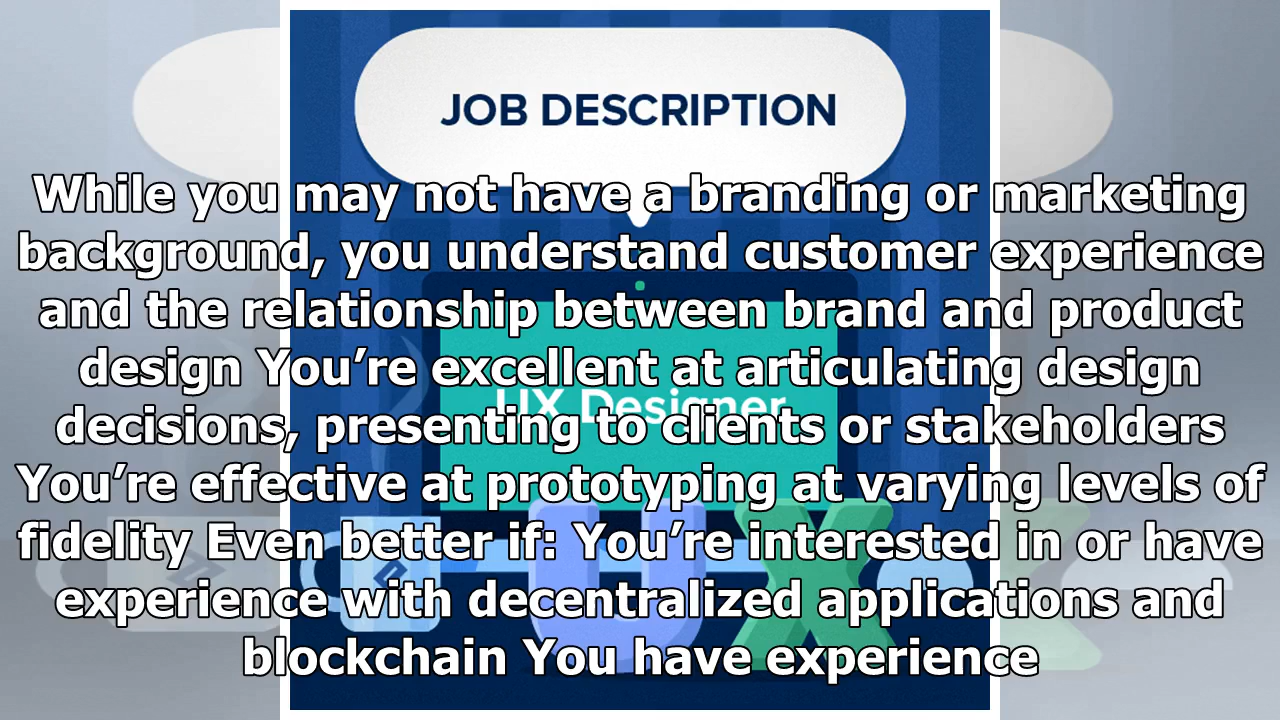 JOB DESCRIPTION
While you may not have a branding or marketing
background, you understand customer experience
and the relationship between brand and product
design You’re excellent at articulating design
UX Designer
decisions, presenting to clients or stakeholders
You’re effective at prototyping at varying levels of
fidelity Even better if: You’re interested in or have
experience with decentralized applications and
blockchain You have experience
UX